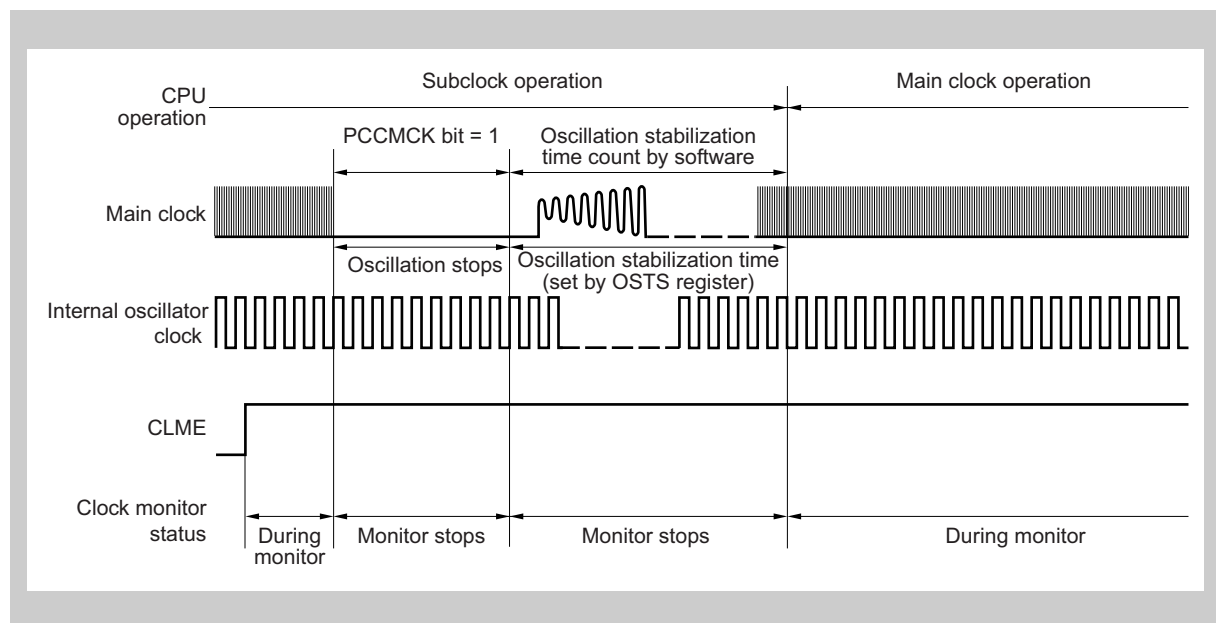 Subclock operation
Main clock operation
CPU
operation
PCCMCK bit = 1
Oscillation stabilization
time count by software
Main clock
Oscillation stops
Oscillation stabilization time
(set by OSTS register)
Internal oscillator
clock
CLME
Clock monitor
status
During
monitor
Monitor stops
Monitor stops
During monitor